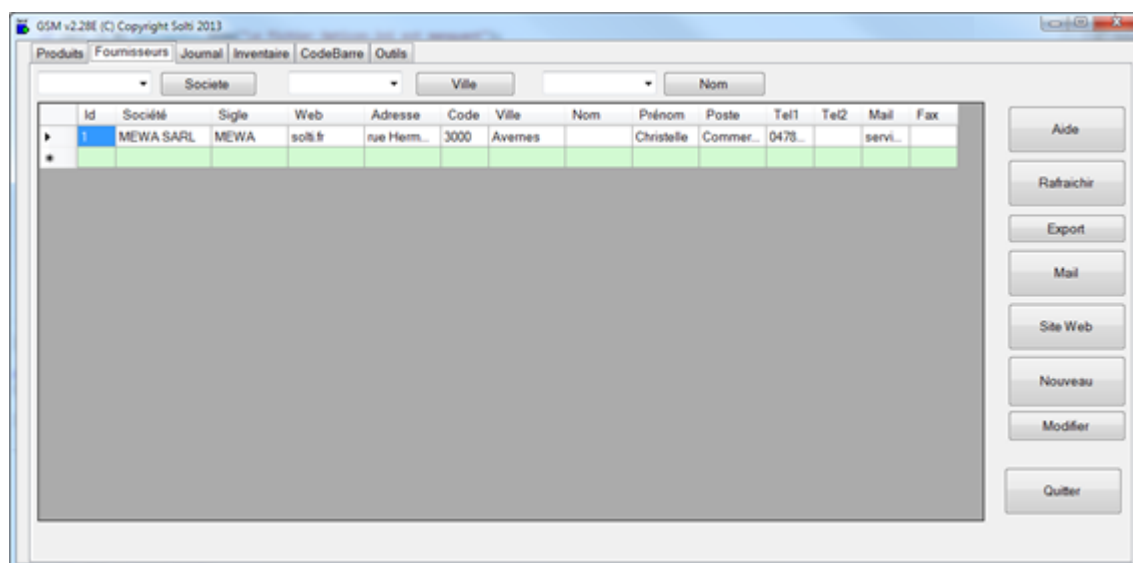 GSM v2.28E (C) Copyright Solti 2013
Produits Fournisseurs Journal Inventaire CodeBarre Outils
Societe Ville Nom
Id Société Sigle Web Adresse Code Ville Nom Prénom Poste Tel1 Tel2 Mail Fax
1 MEWA SARL MEWA solti.fr rue Herm... 3000 Avernes Christelle Commer... 0478... servi...
Aide
Rafraichir
Export
Mail
Site Web
Nouveau
Modifier
Quitter